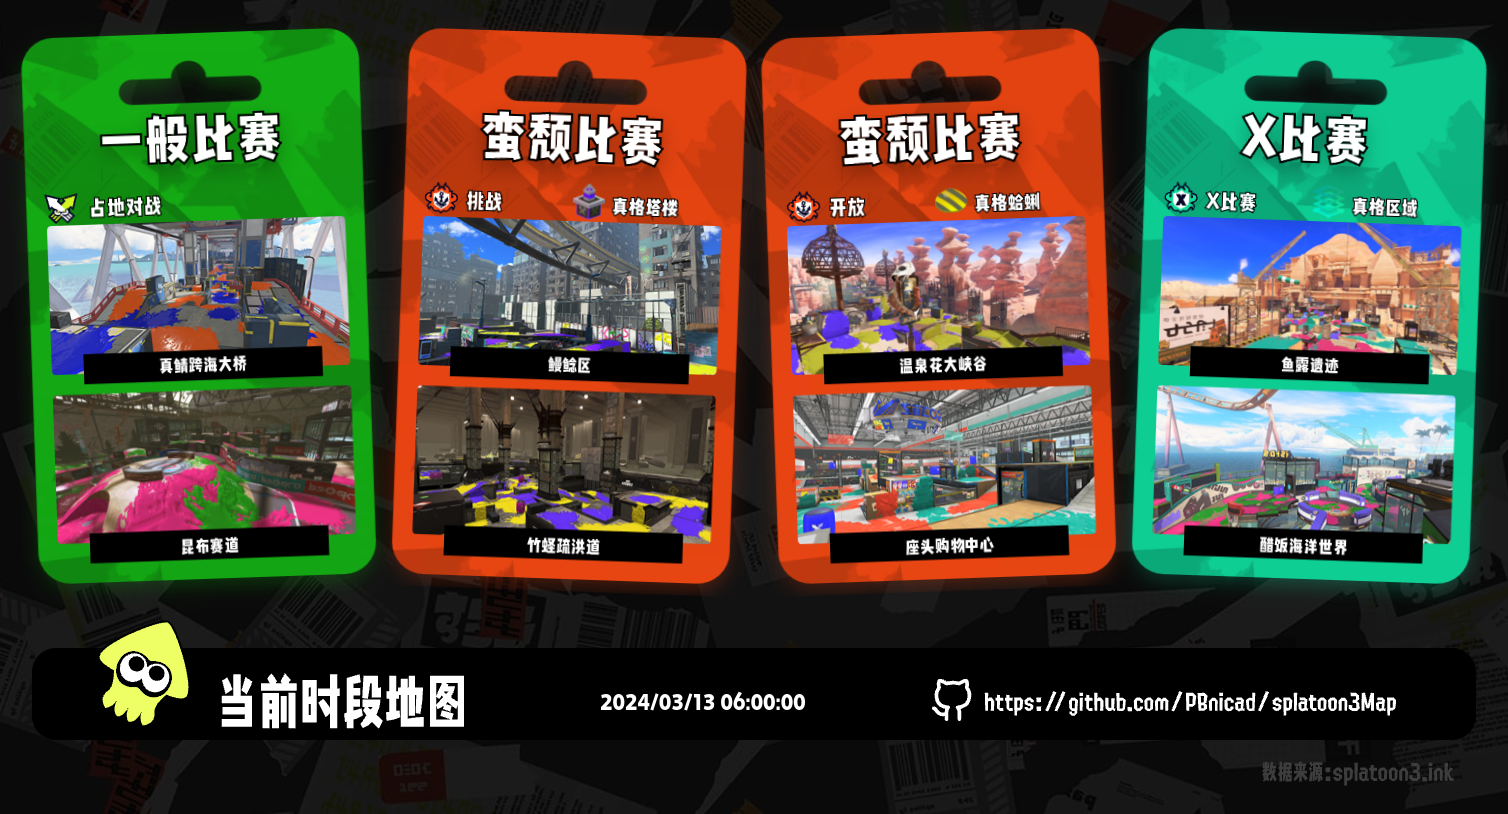 一般比赛
占地对战
真鲭跨海大桥
昆布赛道
蛮颓比赛
挑战
真格塔楼
鳗鲶区
竹蛏疏洪道
蛮颓比赛
开放
真格蛤蜊
温泉花大峡谷
座头购物中心
X比赛
X比赛
真格区域
鱼露遗迹
醋饭海洋世界
当前时段地图
2024/03/13 06:00:00
https://github.com/PBnicad/splatoon3Map
数据来源:splatoon3.ink